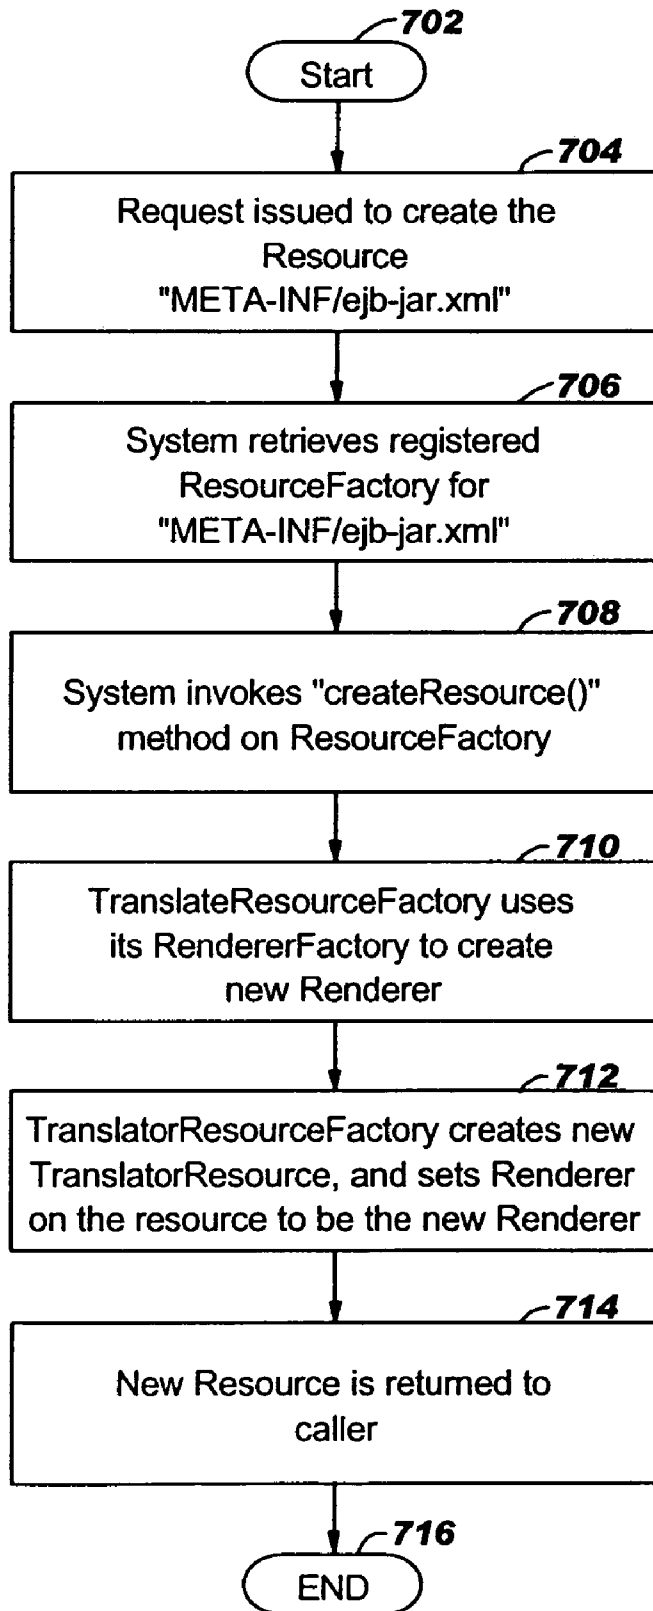 702
Start
704
Request issued to create the
Resource
"META-INF/ejb-jar.xml"
706
System retrieves registered
ResourceFactory for
"META-INF/ejb-jar.xml"
708
System invokes "createResource()"
method on ResourceFactory
710
TranslateResourceFactory uses
its RendererFactory to create
new Renderer
712
TranslatorResourceFactory creates new
TranslatorResource, and sets Renderer
on the resource to be the new Renderer
714
New Resource is returned to
caller
716
END